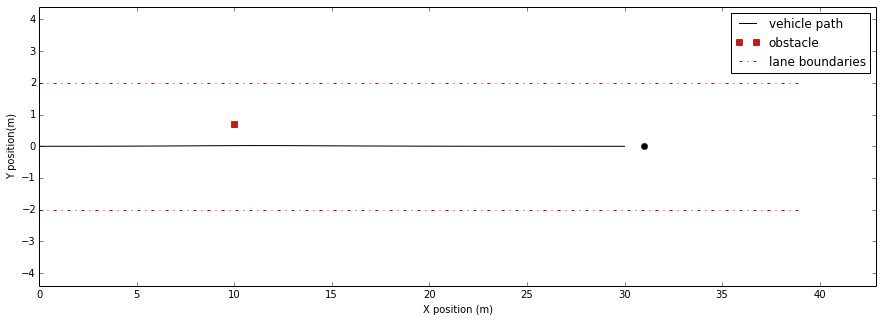 vehicle path
obstacle
lane boundaries
4
3
2
1
0
−1
−2
−3
−4
Y position(m)
0 5 10 15 20 25 30 35 40
X position (m)